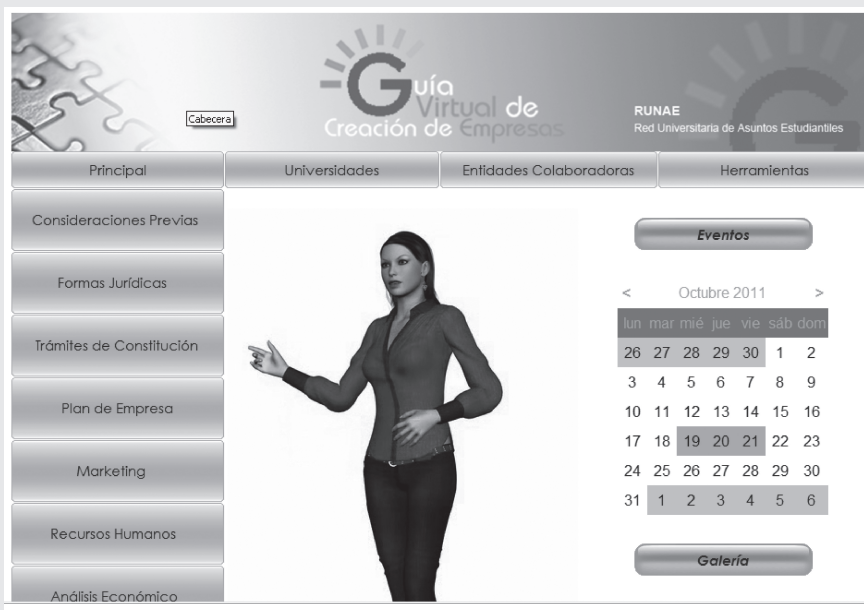 Guía
Virtual de
Creación de Empresas
Cabecera
RUNAE
Red Universitaria de Asuntos Estudiantiles
Principal
Universidades
Entidades Colaboradoras
Herramientas
Consideraciones Previas
Formas Jurídicas
Trámites de Constitución
Plan de Empresa
Marketing
Recursos Humanos
Análisis Económico
Eventos
< Octubre 2011 >
lun mar mié jue vie sáb dom
26 27 28 29 30 1 2
3 4 5 6 7 8 9
10 11 12 13 14 15 16
17 18 19 20 21 22 23
24 25 26 27 28 29 30
31 1 2 3 4 5 6
Galería